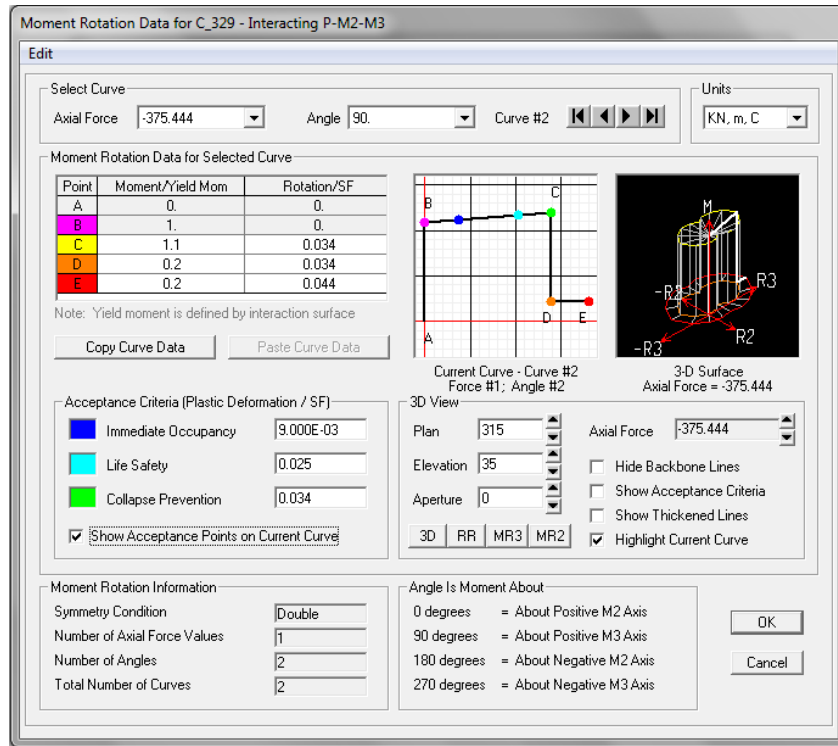 Moment Rotation Data for C_329 - Interacting P-M2-M3
Edit
Select Curve
Axial Force -375.444 Angle 90. Curve #2
Units
KN, m, C
Moment Rotation Data for Selected Curve
Point Moment/Yield Mom Rotation/SF
A 0. 0.
B 1. 0.
C 1.1 0.034
D 0.2 0.034
E 0.2 0.044
Note: Yield moment is defined by interaction surface
Copy Curve Data Paste Curve Data
B C
A D E
Current Curve - Curve #2
Force #1; Angle #2
M
-R2 R3
-R3 R2
3-D Surface
Axial Force = -375.444
Acceptance Criteria (Plastic Deformation / SF)
Immediate Occupancy 9.000E-03
Life Safety 0.025
Collapse Prevention 0.034
Show Acceptance Points on Current Curve
3D View
Plan 315
Elevation 35
Aperture 0
3D RR MR3 MR2
Axial Force -375.444
Hide Backbone Lines
Show Acceptance Criteria
Show Thickened Lines
Highlight Current Curve
Moment Rotation Information
Symmetry Condition Double
Number of Axial Force Values 1
Number of Angles 2
Total Number of Curves 2
Angle Is Moment About
0 degrees = About Positive M2 Axis
90 degrees = About Positive M3 Axis
180 degrees = About Negative M2 Axis
270 degrees = About Negative M3 Axis
OK
Cancel